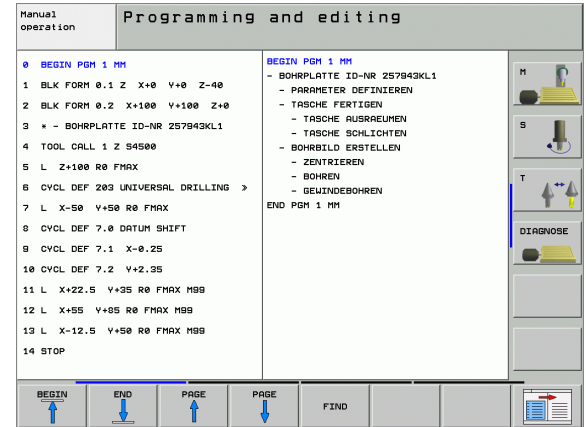 Manual
operation
Programming and editing
0 BEGIN PGM 1 MM
1 BLK FORM 0.1 Z X+0 Y+0 Z-40
2 BLK FORM 0.2 X+100 Y+100 Z+0
3 * - BOHRPLATTE ID-NR 257943KL1
4 TOOL CALL 1 Z S4500
5 L Z+100 R0 FMAX
6 CYCL DEF 203 UNIVERSAL DRILLING »
7 L X-50 Y+50 R0 FMAX
8 CYCL DEF 7.0 DATUM SHIFT
9 CYCL DEF 7.1 X-0.25
10 CYCL DEF 7.2 Y+2.35
11 L X+22.5 Y+35 R0 FMAX M99
12 L X+55 Y+85 R0 FMAX M99
13 L X-12.5 Y+50 R0 FMAX M99
14 STOP
BEGIN PGM 1 MM
- BOHRPLATTE ID-NR 257943KL1
- PARAMETER DEFINIEREN
- TASCHE FERTIGEN
- TASCHE AUSRAEUMEN
- TASCHE SCHLICHTEN
- BOHRBILD ERSTELLEN
- ZENTRIEREN
- BOHREN
- GEWINDEBOHREN
END PGM 1 MM
M
S
T
DIAGNOSE
BEGIN
END
PAGE
PAGE
FIND